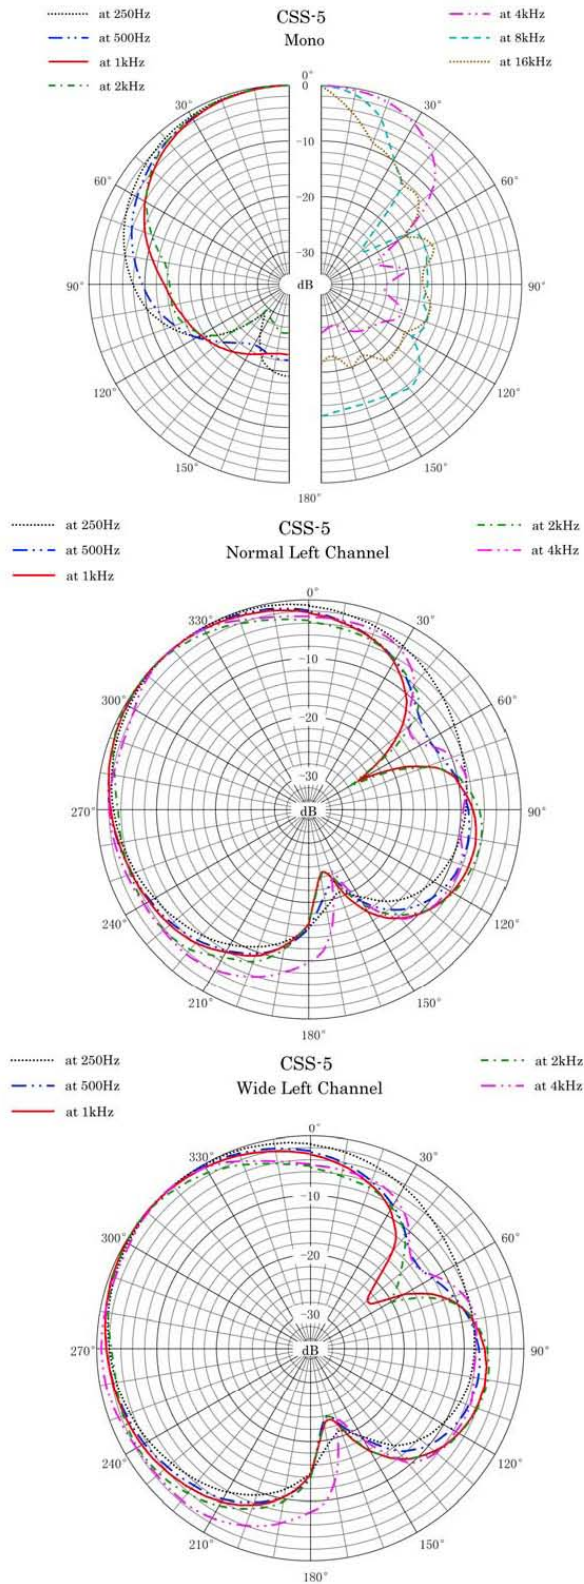 at 250Hz
at 500Hz
at 1kHz
at 2kHz
CSS-5
Mono
at 4kHz
at 8kHz
at 16kHz
0°
0
30°
30°
-10
60°
60°
-20
-30
90°
dB
90°
120°
120°
150°
150°
180°
at 250Hz
at 500Hz
at 1kHz
CSS-5
Normal Left Channel
at 2kHz
at 4kHz
0°
330°
30°
-10
300°
60°
-20
-30
270°
dB
90°
240°
120°
210°
150°
180°
at 250Hz
at 500Hz
at 1kHz
CSS-5
Wide Left Channel
at 2kHz
at 4kHz
0°
330°
30°
-10
300°
60°
-20
-30
270°
dB
90°
240°
120°
210°
150°
180°